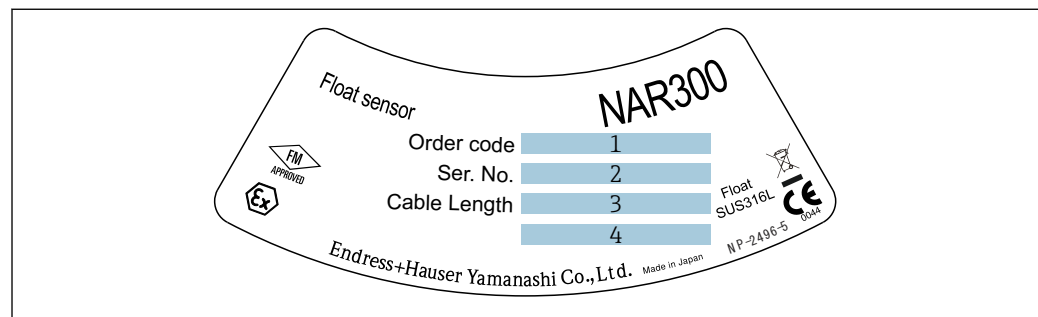 Float sensor
NAR300
Order code 1
Ser. No. 2
Cable Length 3
4
FM
APPROVED
Ex
Float
SUS316L
CE
0044
NP-2496-5
Endress+Hauser Yamanashi Co.,Ltd. Made in Japan